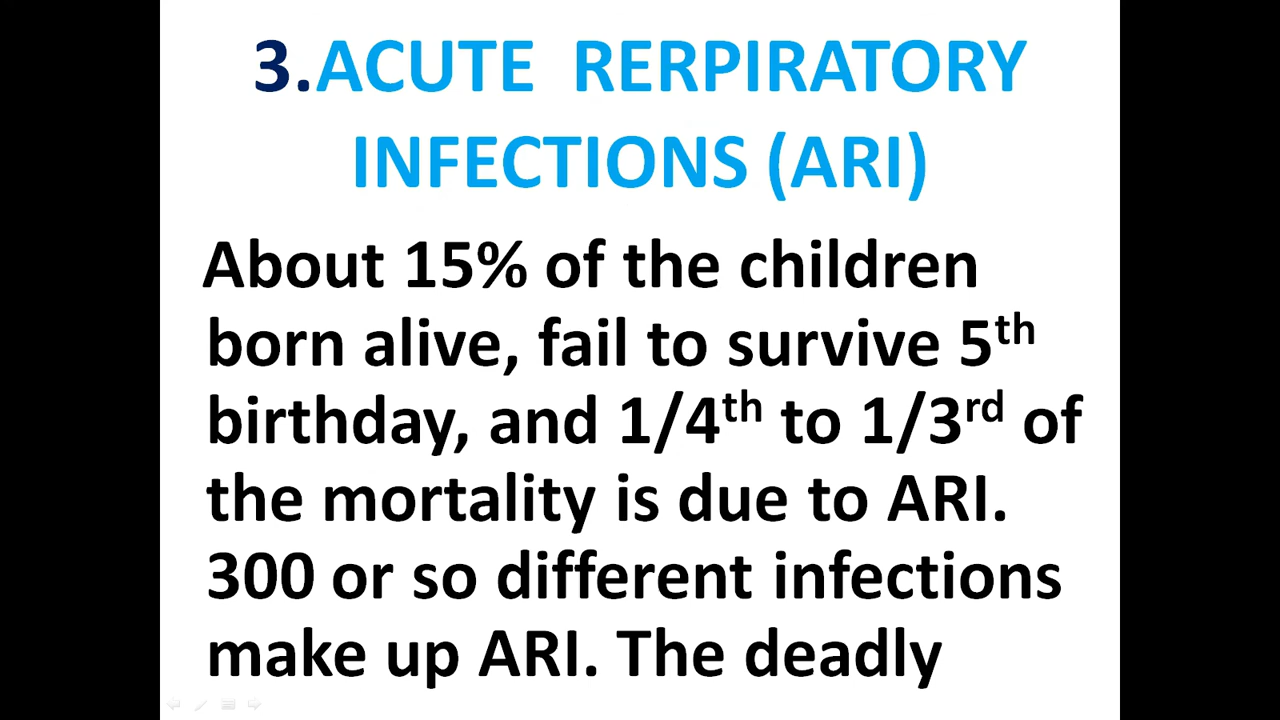 3.ACUTE RERPIRATORY
INFECTIONS (ARI)
About 15% of the children
born alive, fail to survive 5th
birthday, and 1/4th to 1/3rd of
the mortality is due to ARI.
300 or so different infections
make up ARI. The deadly